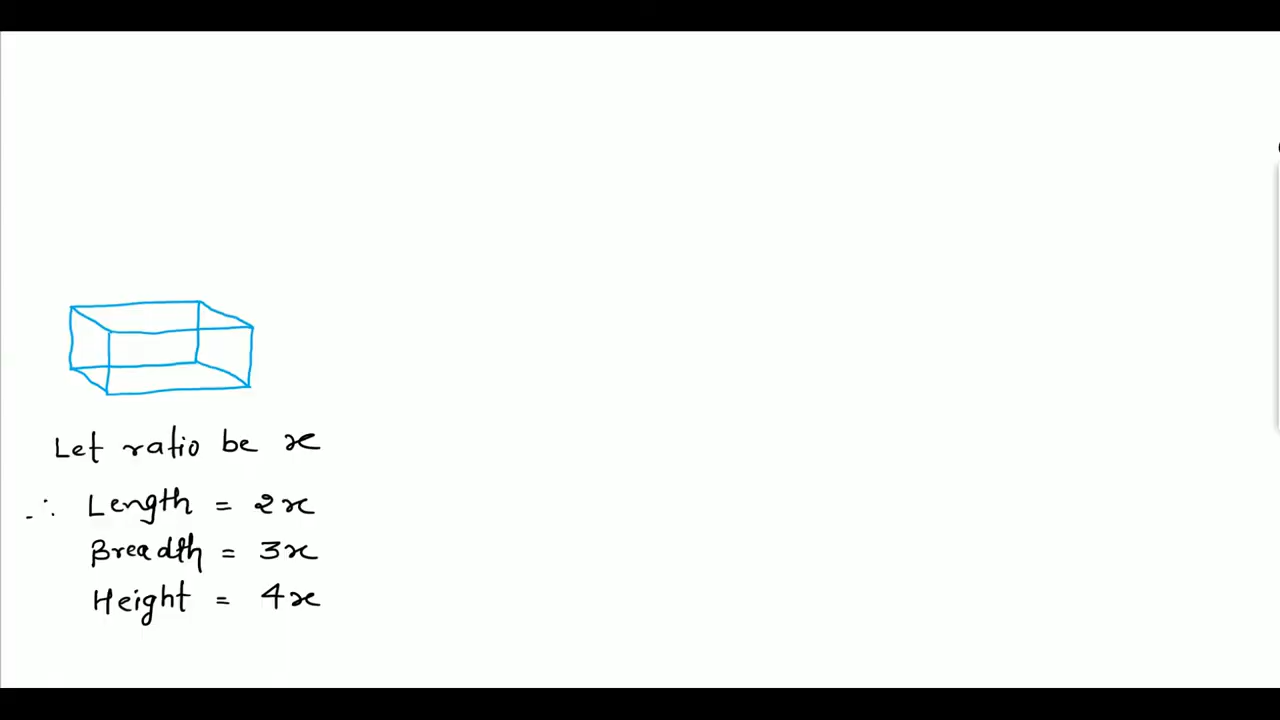 Let ratio be x
∴ Length = 2x
Breadth = 3x
Height = 4x